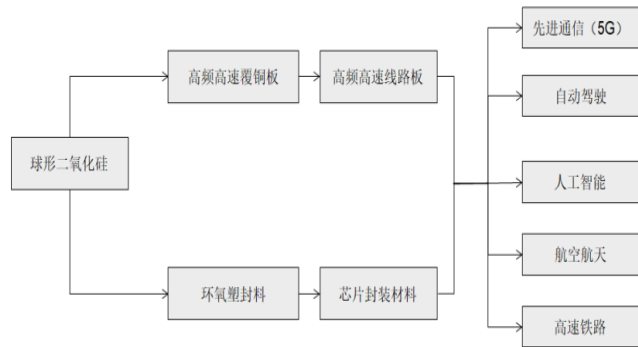 先进通信（5G）
高频高速覆铜板
高频高速线路板
自动驾驶
球形二氧化硅
人工智能
航空航天
环氧塑封料
芯片封装材料
高速铁路